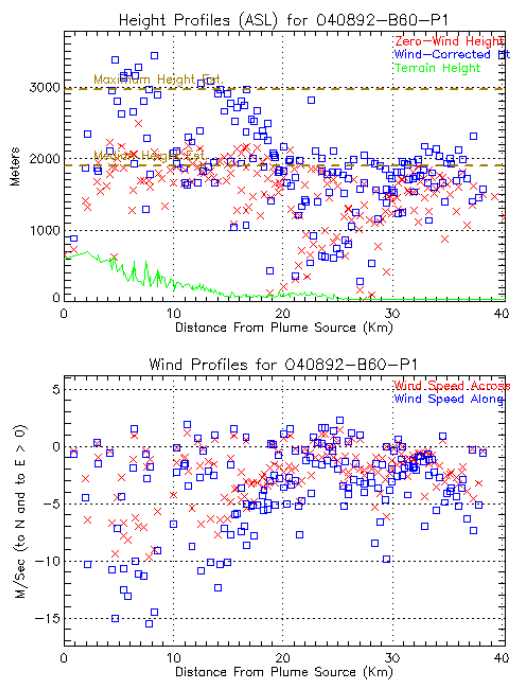 Height Profiles (ASL) for O40892-B60-P1
Zero-Wind Height
Wind-Corrected Ht
Terrain Height
Maximum Height Est.
Median Height Est.
Meters
3000
2000
1000
0
0 10 20 30 40
Distance From Plume Source (Km)
Wind Profiles for O40892-B60-P1
Wind Speed Across
Wind Speed Along
M/Sec (to N and to E > 0)
5
0
-5
-10
-15
0 10 20 30 40
Distance From Plume Source (Km)